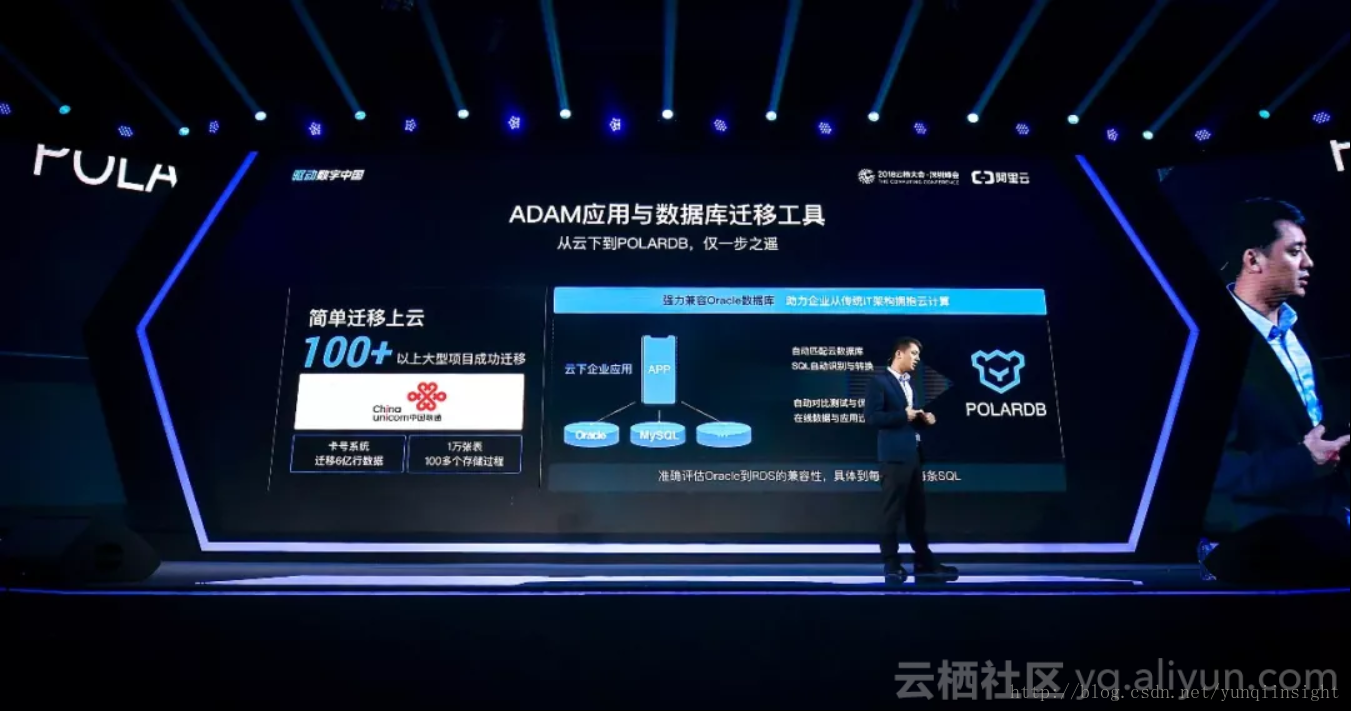 POLA
驱动数字中国
2018云栖大会·深圳峰会
THE COMPUTING CONFERENCE
阿里云
ADAM应用与数据库迁移工具
从云下到POLARDB，仅一步之遥
简单迁移上云
100+以上大型项目成功迁移
China
unicom中国联通
卡号系统
迁移6亿行数据
1万张表
100多个存储过程
强力兼容Oracle数据库 助力企业从传统IT架构拥抱云计算
云下企业应用
APP
Oracle
MySQL
...
自动匹配云数据库
SQL自动识别与转换
自动对比测试与优
在线数据与应用迁
POLARDB
准确评估Oracle到RDS的兼容性，具体到每
条SQL
云栖社区 yq.aliyun.com
http://blog.csdn.net/yunqiinsight